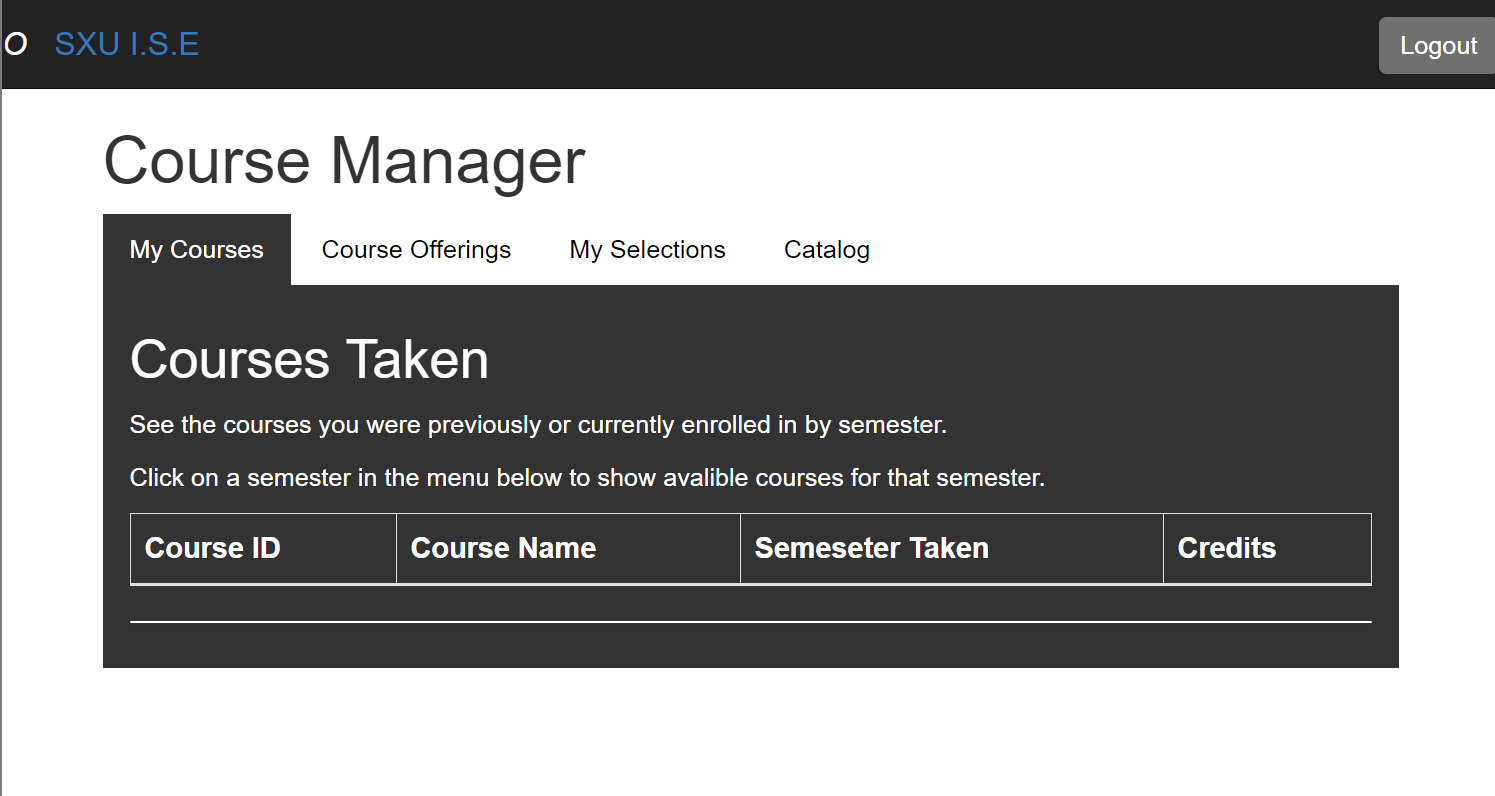 O SXU I.S.E Logout
Course Manager
My Courses Course Offerings My Selections Catalog
Courses Taken
See the courses you were previously or currently enrolled in by semester.
Click on a semester in the menu below to show avalible courses for that semester.
Course ID Course Name Semeseter Taken Credits